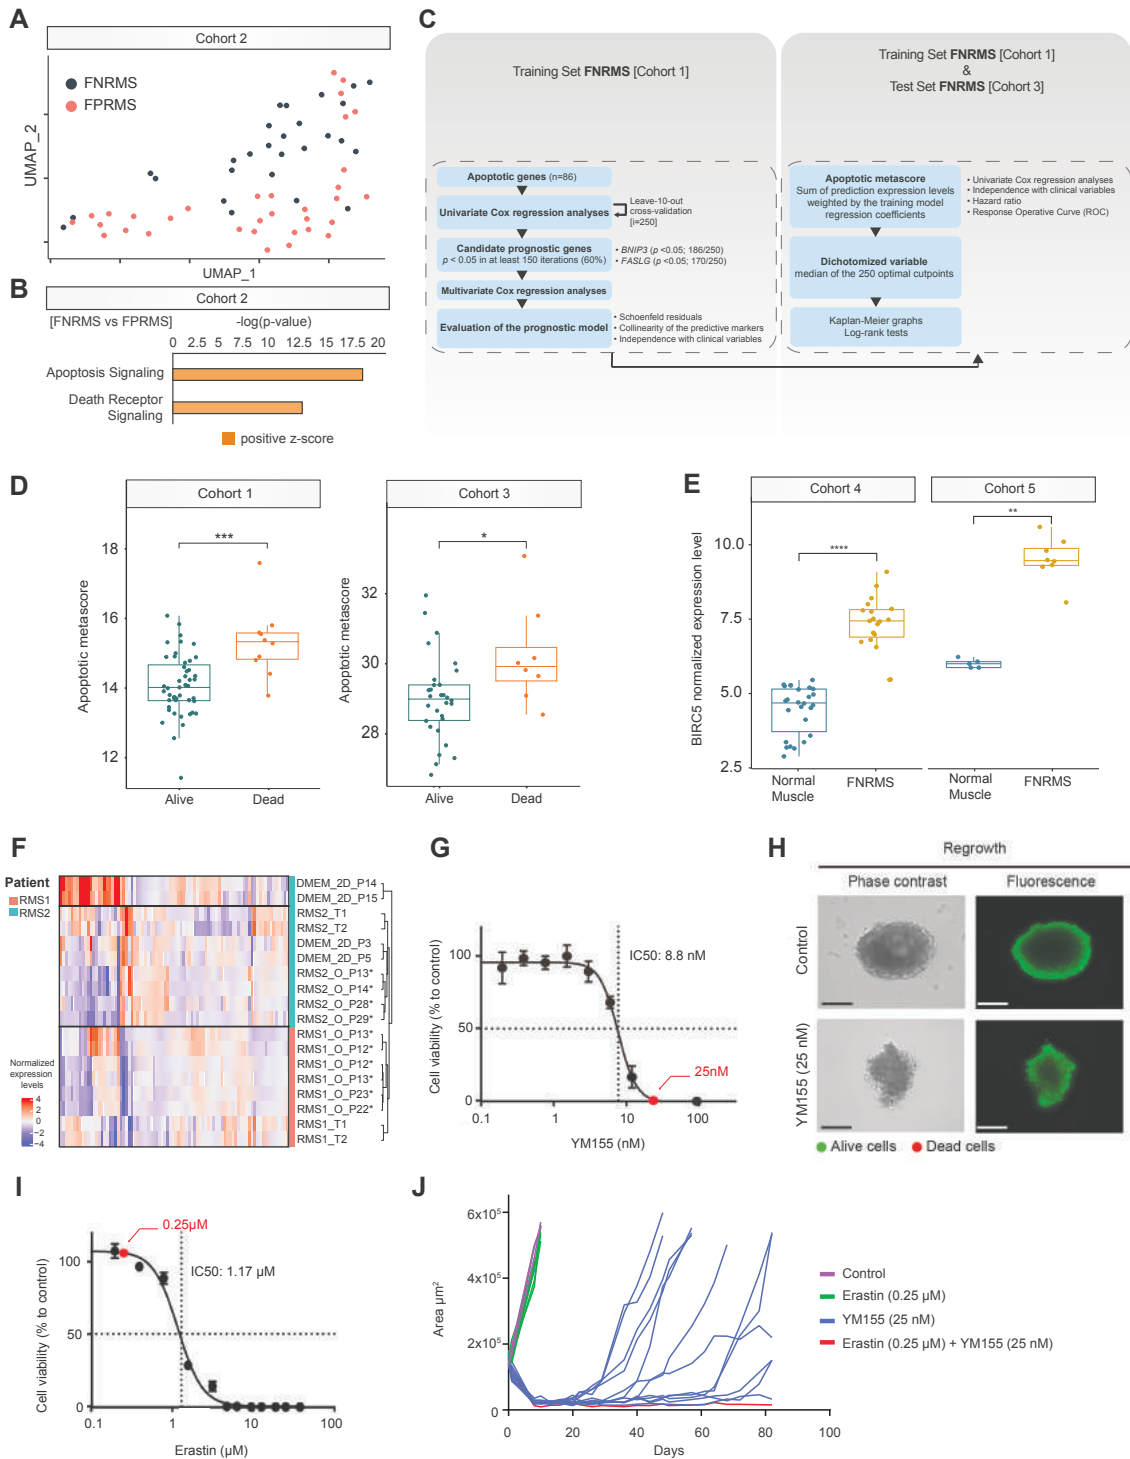 A
Cohort 2
FNRMS
FPRMS
UMAP_2
UMAP_1
B
Cohort 2
[FNRMS vs FPRMS]
-log(p-value)
0 2.5 5 7.5 10 12.5 15 17.5 20
Apoptosis Signaling
Death Receptor
Signaling
positive z-score
C
Training Set FNRMS [Cohort 1]
Apoptotic genes (n=86)
Univariate Cox regression analyses
Leave-10-out
cross-validation
[i=250]
Candidate prognostic genes
p < 0.05 in at least 150 iterations (60%)
• BNIP3 (p <0.05; 186/250)
• FASLG (p <0.05; 170/250)
Multivariate Cox regression analyses
Evaluation of the prognostic model
• Schoenfeld residuals
• Collinearity of the predictive markers
• Independence with clinical variables
Training Set FNRMS [Cohort 1]
&
Test Set FNRMS [Cohort 3]
Apoptotic metascore
Sum of prediction expression levels
weighted by the training model
regression coefficients
• Univariate Cox regression analyses
• Independence with clinical variables
• Hazard ratio
• Response Operative Curve (ROC)
Dichotomized variable
median of the 250 optimal cutpoints
Kaplan-Meier graphs
Log-rank tests
D
Cohort 1
***
Apoptotic metascore
18
16
14
12
Alive
Dead
Cohort 3
*
Apoptotic metascore
32
30
28
Alive
Dead
E
Cohort 4
Cohort 5
****
**
BIRC5 normalized expression level
10.0
7.5
5.0
2.5
Normal
Muscle
FNRMS
Normal
Muscle
FNRMS
F
Patient
RMS1
RMS2
DMEM_2D_P14
DMEM_2D_P15
RMS2_T1
RMS2_T2
DMEM_2D_P3
DMEM_2D_P5
RMS2_O_P13*
RMS2_O_P14*
RMS2_O_P28*
RMS2_O_P29*
RMS1_O_P13*
RMS1_O_P12*
RMS1_O_P12*
RMS1_O_P13*
RMS1_O_P23*
RMS1_O_P22*
RMS1_T1
RMS1_T2
Normalized
expression
levels
4
2
0
−2
−4
G
Cell viability (% to control)
100
50
0
0.1
1
10
100
YM155 (nM)
IC50: 8.8 nM
25nM
H
Regrowth
Phase contrast
Fluorescence
Control
YM155 (25 nM)
Alive cells
Dead cells
I
Cell viability (% to control)
100
50
0
0.1
1
10
100
Erastin (µM)
0.25µM
IC50: 1.17 µM
J
Area µm²
6x10⁵
4x10⁵
2x10⁵
0
0
20
40
60
80
100
Days
Control
Erastin (0.25 µM)
YM155 (25 nM)
Erastin (0.25 µM) + YM155 (25 nM)